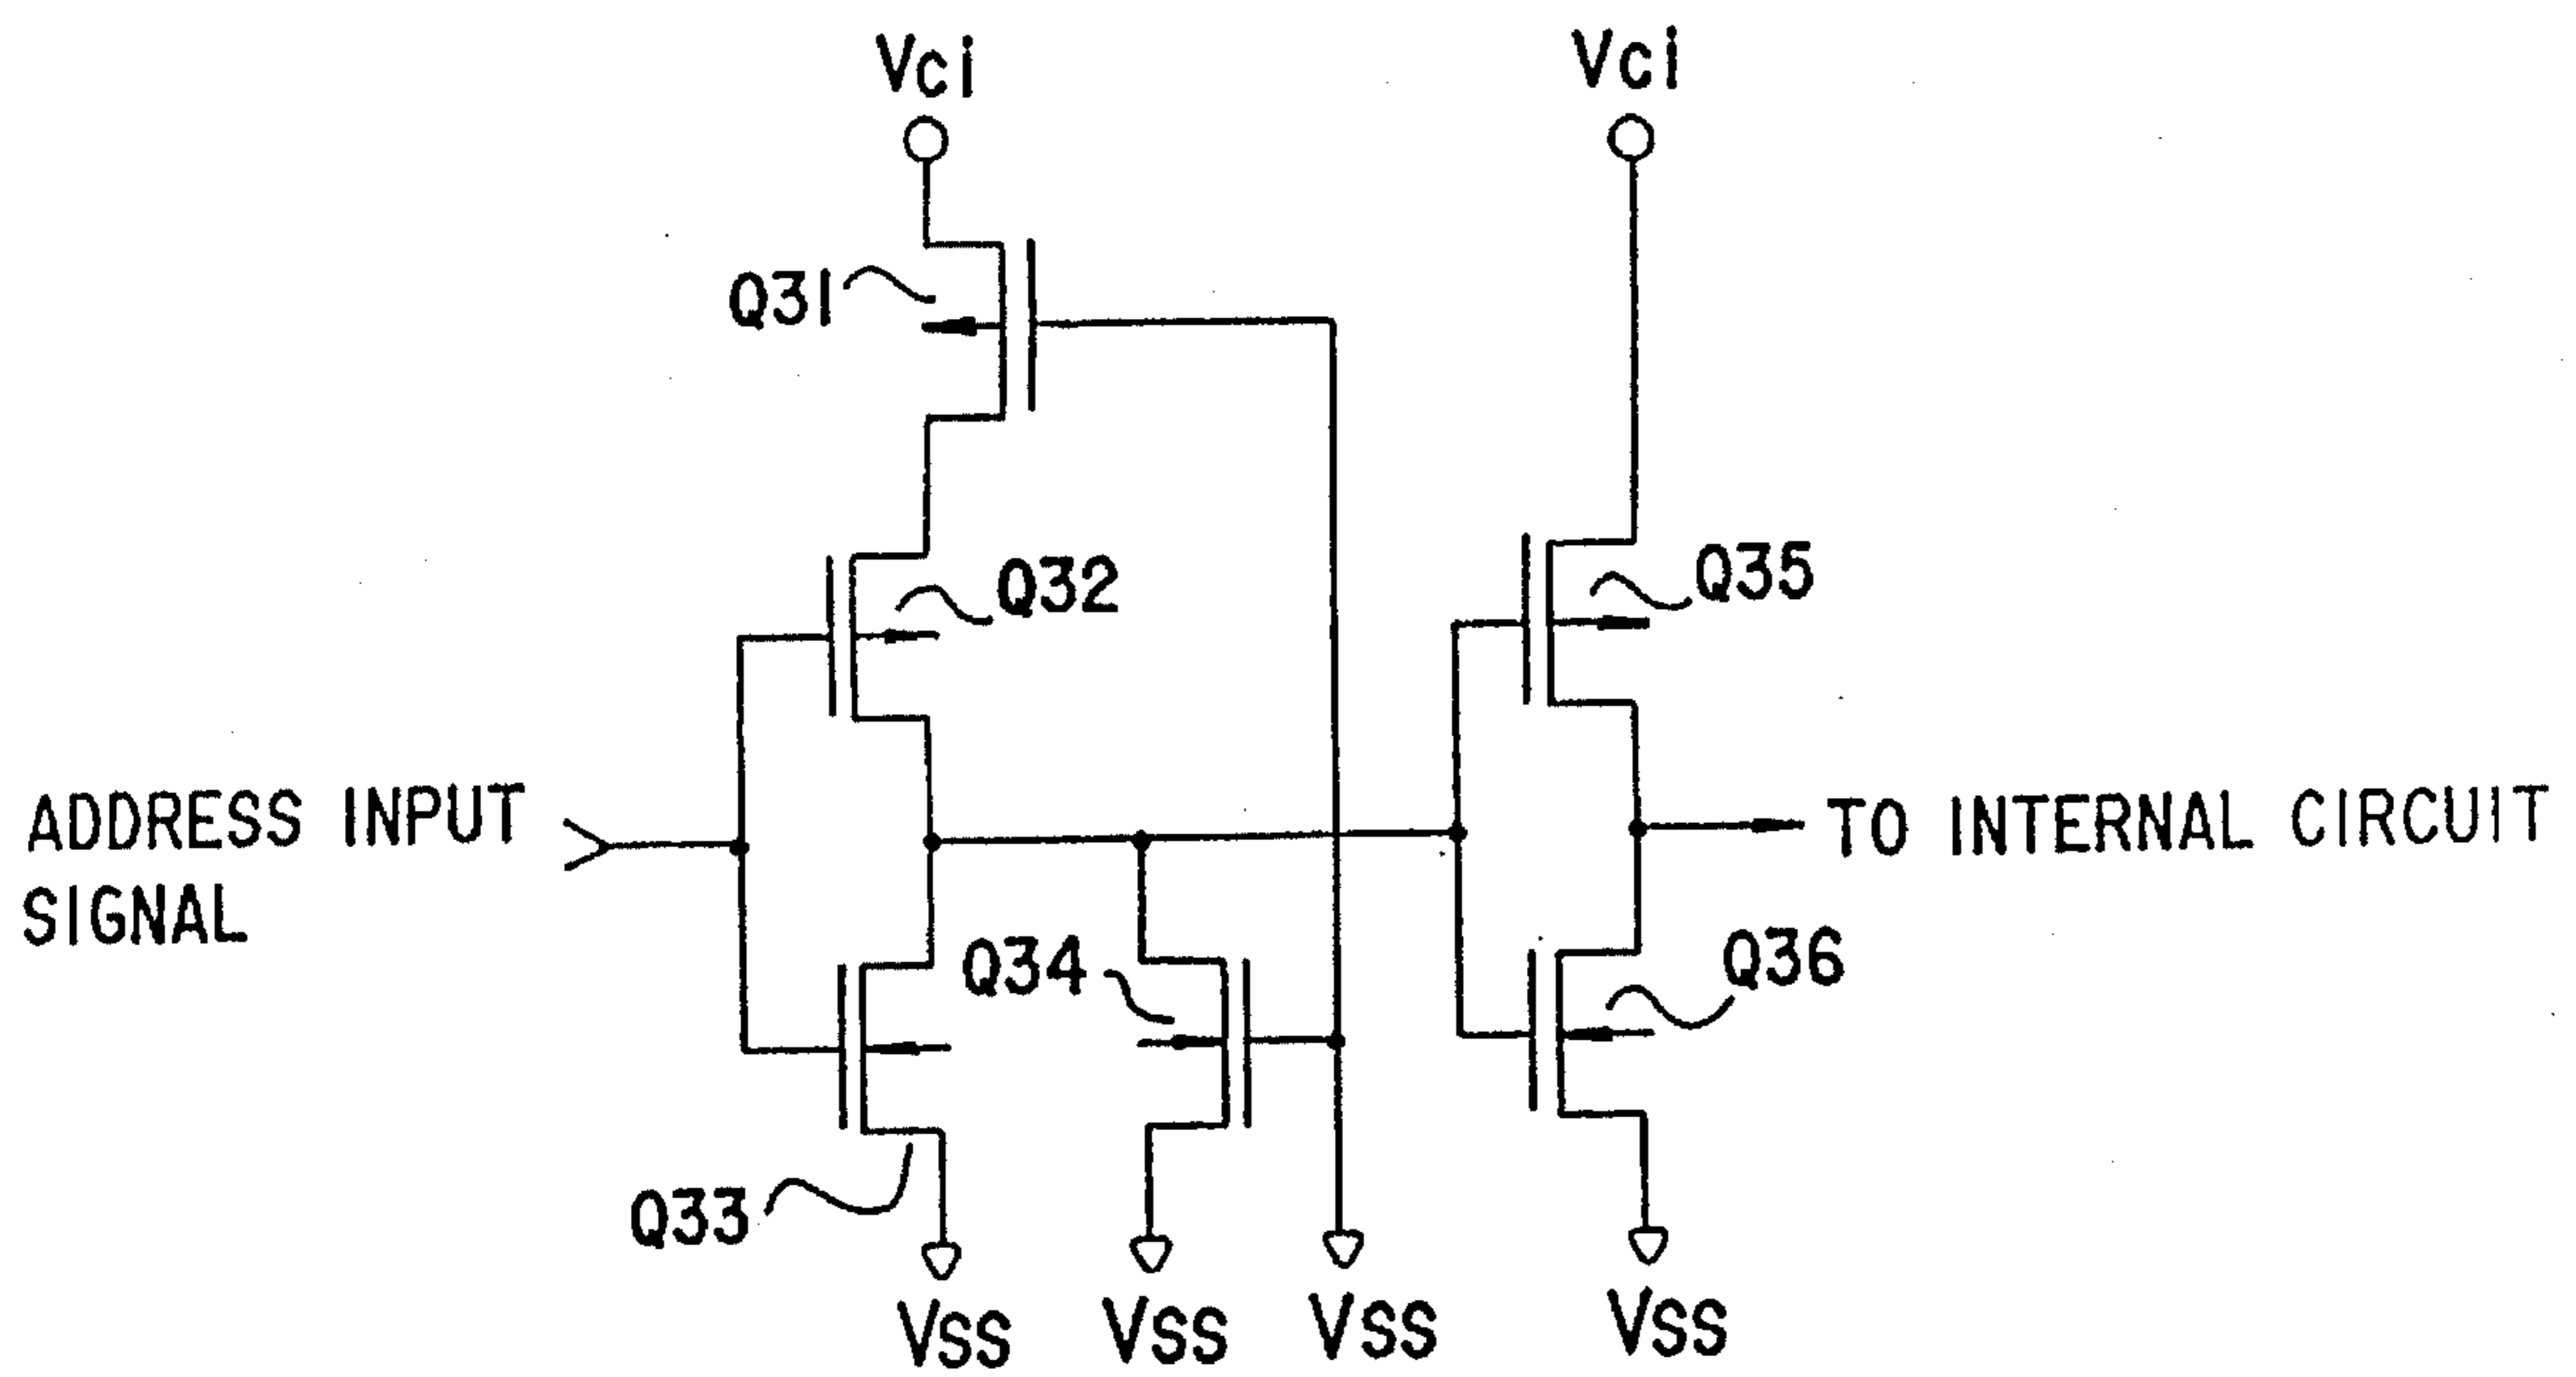 Vci
Vci
Q31
Q32
Q35
ADDRESS INPUT
SIGNAL
TO INTERNAL CIRCUIT
Q34
Q36
Q33
VSS
VSS
VSS
VSS